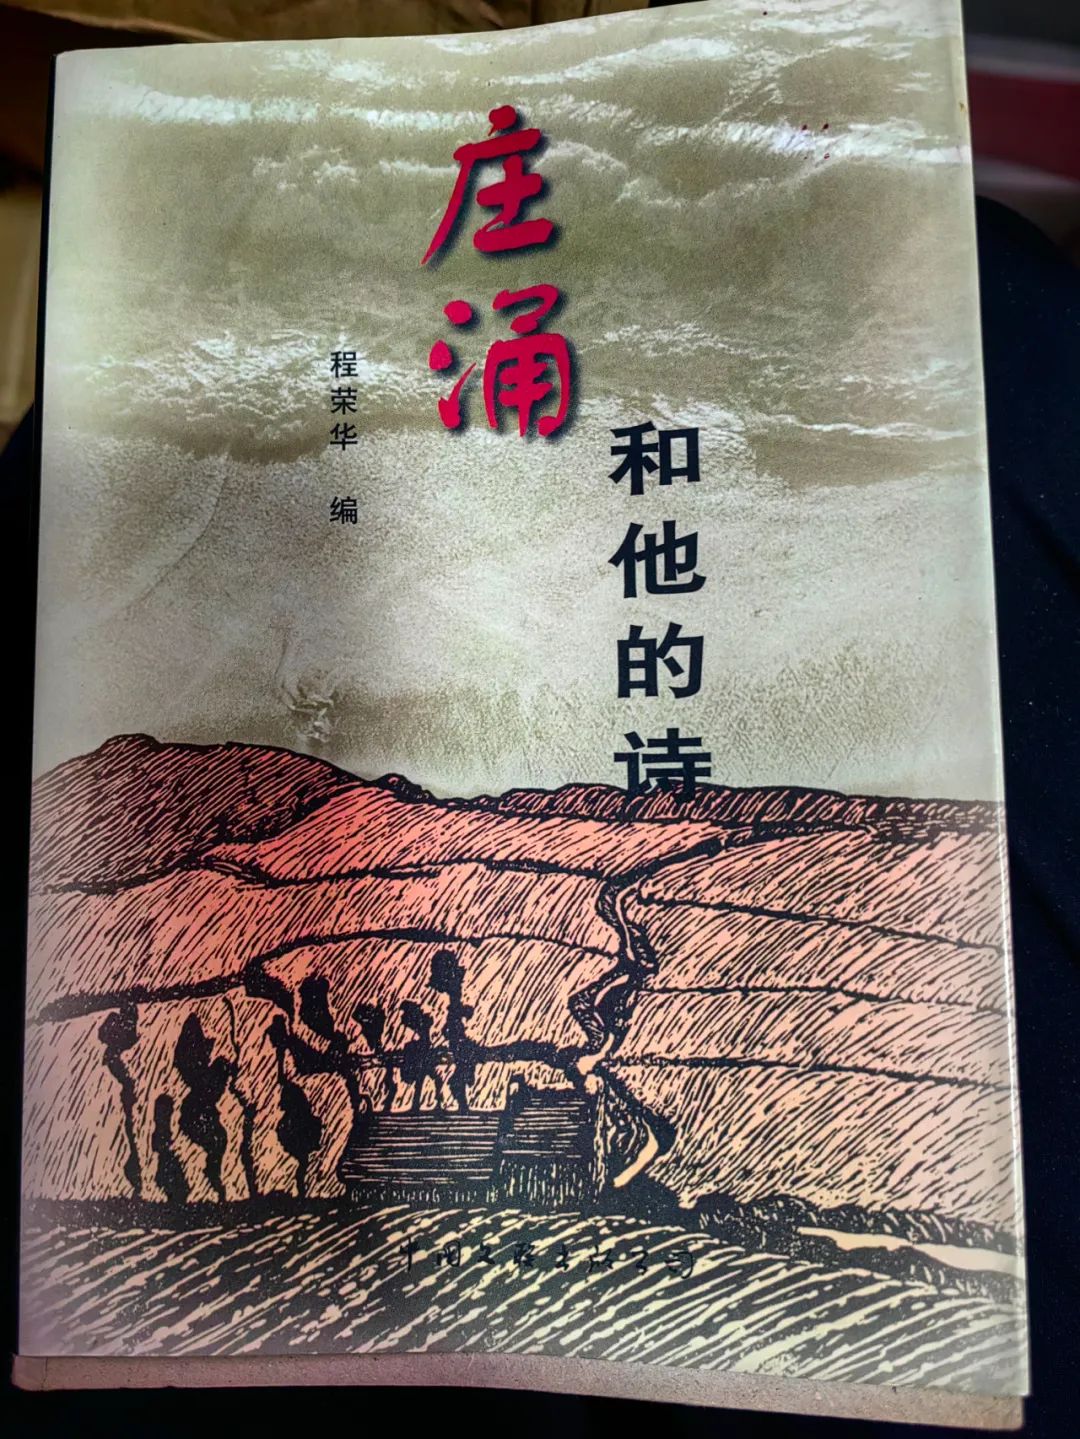 庄涌
和他的诗
程荣华 编
中国文联出版公司